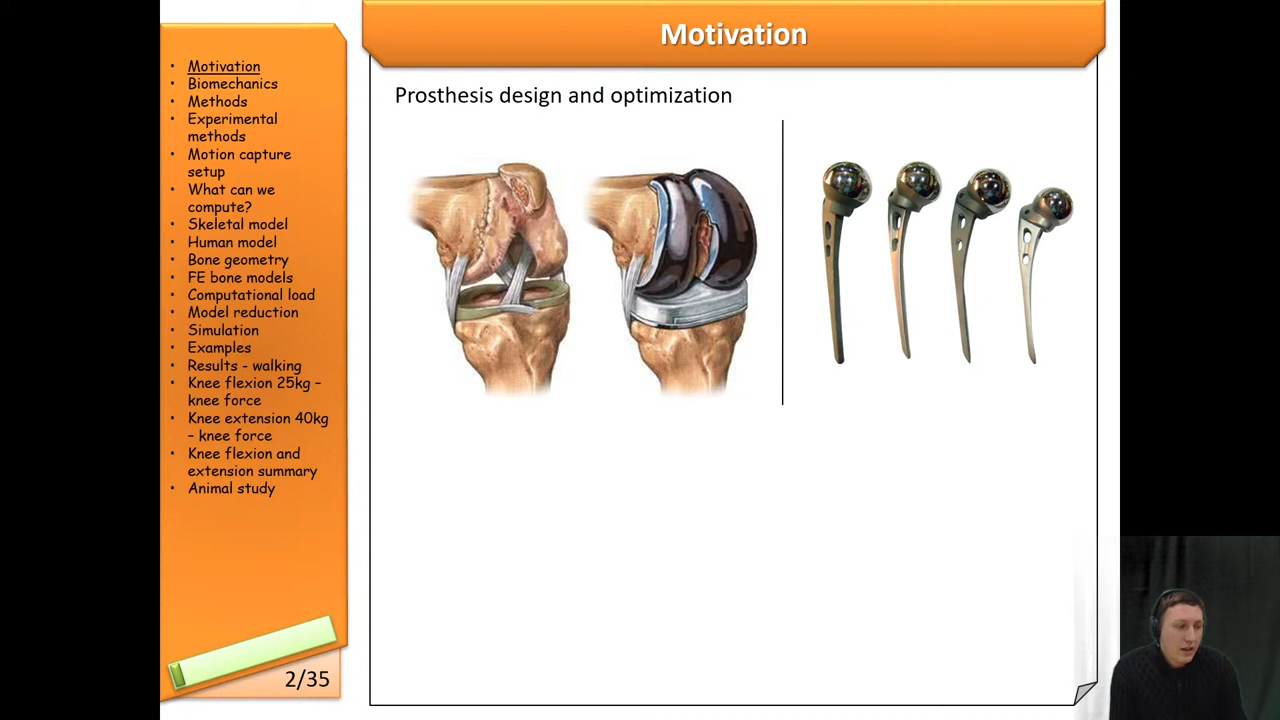 Motivation
• Motivation
• Biomechanics
• Methods
• Experimental
methods
• Motion capture
setup
• What can we
compute?
• Skeletal model
• Human model
• Bone geometry
• FE bone models
• Computational load
• Model reduction
• Simulation
• Examples
• Results - walking
• Knee flexion 25kg –
knee force
• Knee extension 40kg
– knee force
• Knee flexion and
extension summary
• Animal study
2/35
Prosthesis design and optimization